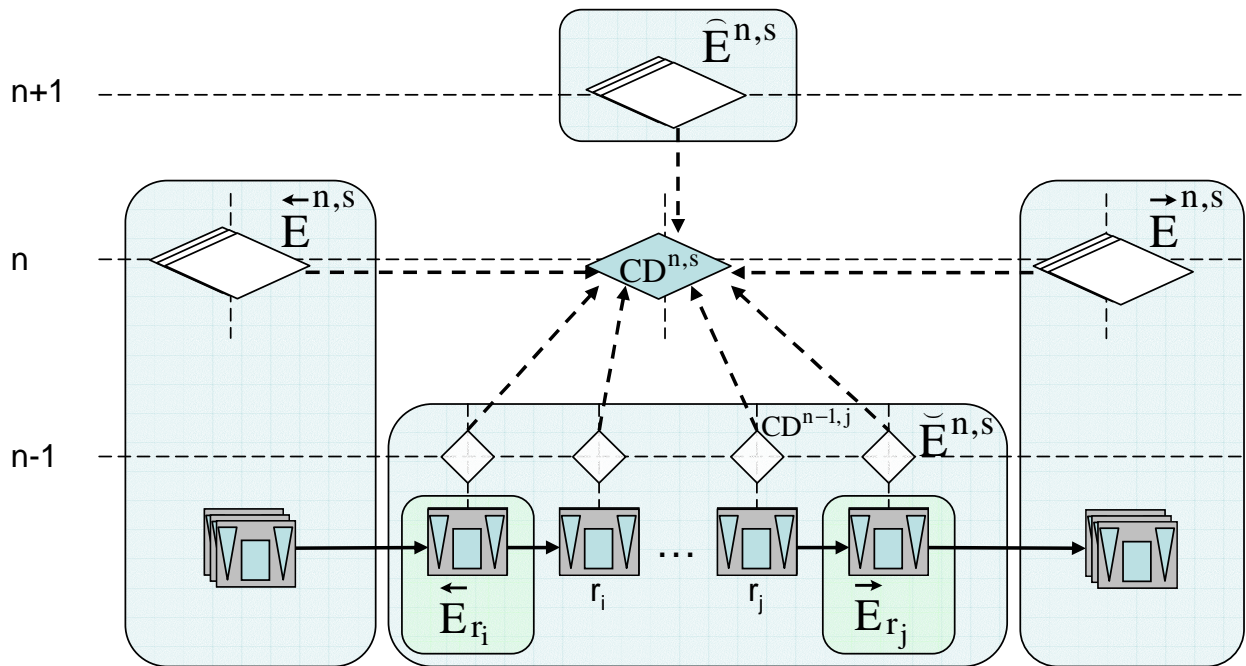 Ê^{n,s}
n+1
←E^{n,s}
→E^{n,s}
n
CD^{n,s}
CD^{n−1,j}
Ĕ^{n,s}
n-1
...
r_i
r_j
←E_{r_i}
→E_{r_j}